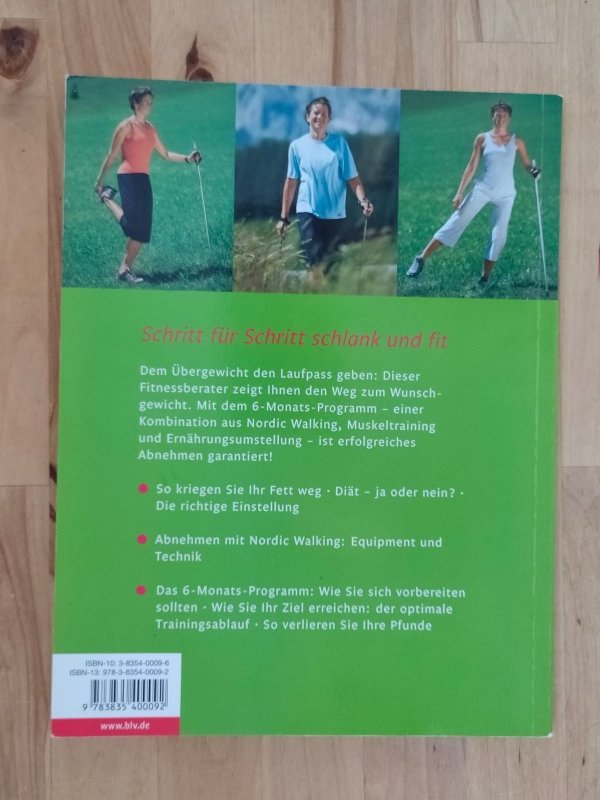 Schritt für Schritt schlank und fit
Dem Übergewicht den Laufpass geben: Dieser
Fitnessberater zeigt Ihnen den Weg zum Wunsch-
gewicht. Mit dem 6-Monats-Programm – einer
Kombination aus Nordic Walking, Muskeltraining
und Ernährungsumstellung – ist erfolgreiches
Abnehmen garantiert!
So kriegen Sie Ihr Fett weg · Diät – ja oder nein? ·
Die richtige Einstellung
Abnehmen mit Nordic Walking: Equipment und
Technik
Das 6-Monats-Programm: Wie Sie sich vorbereiten
sollten · Wie Sie Ihr Ziel erreichen: der optimale
Trainingsablauf · So verlieren Sie Ihre Pfunde
ISBN-10: 3-8354-0009-6
ISBN-13: 978-3-8354-0009-2
9 783835 400092
www.blv.de